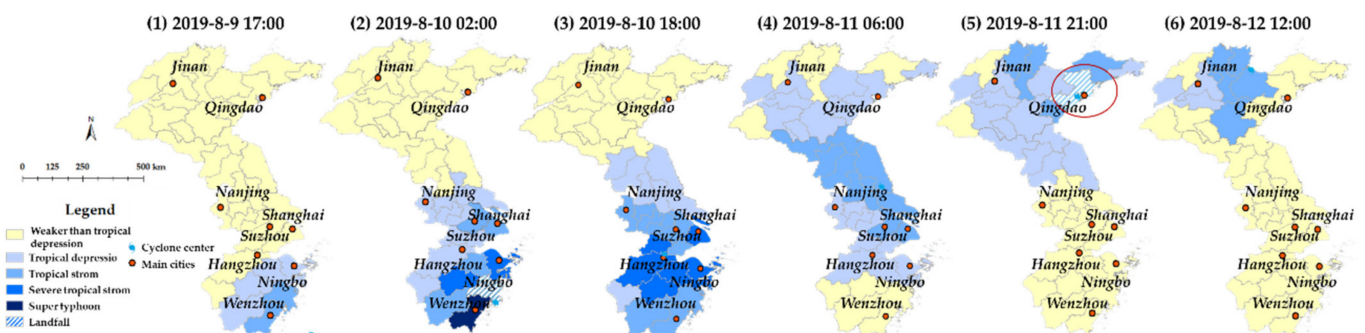 (1) 2019-8-9 17:00
(2) 2019-8-10 02:00
(3) 2019-8-10 18:00
(4) 2019-8-11 06:00
(5) 2019-8-11 21:00
(6) 2019-8-12 12:00
Jinan
Qingdao
Nanjing
Shanghai
Suzhou
Hangzhou
Ningbo
Wenzhou
Jinan
Qingdao
Nanjing
Shanghai
Suzhou
Hangzhou
Ningbo
Wenzhou
Jinan
Qingdao
Nanjing
Shanghai
Suzhou
Hangzhou
Ningbo
Wenzhou
Jinan
Qingdao
Nanjing
Shanghai
Suzhou
Hangzhou
Ningbo
Wenzhou
Jinan
Qingdao
Nanjing
Shanghai
Suzhou
Hangzhou
Ningbo
Wenzhou
Jinan
Qingdao
Nanjing
Shanghai
Suzhou
Hangzhou
Ningbo
Wenzhou
N
0 125 250 500 km
Legend
Weaker than tropical
depression
Tropical depressio
Tropical strom
Severe tropical strom
Super typhoon
Landfall
Cyclone center
Main cities